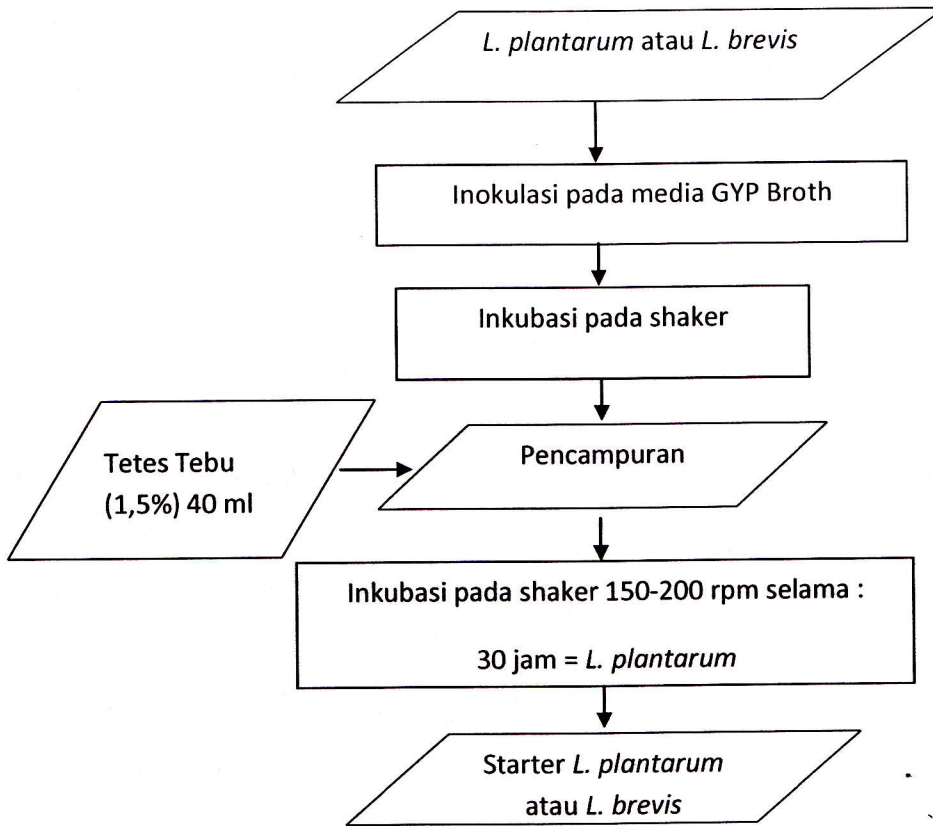 L. plantarum atau L. brevis
Inokulasi pada media GYP Broth
Inkubasi pada shaker
Tetes Tebu
(1,5%) 40 ml
Pencampuran
Inkubasi pada shaker 150-200 rpm selama :
30 jam = L. plantarum
Starter L. plantarum
atau L. brevis